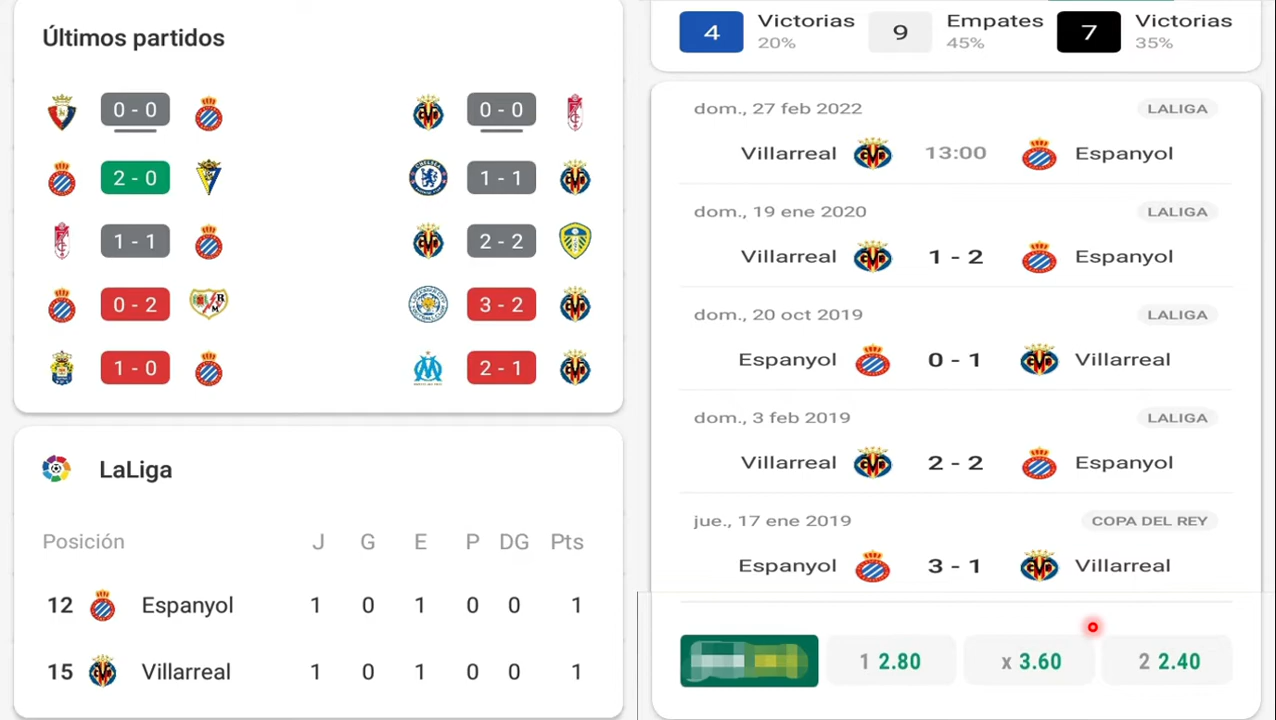 Últimos partidos
0 - 0
0 - 0
2 - 0
1 - 1
1 - 1
2 - 2
0 - 2
3 - 2
1 - 0
2 - 1
LaLiga
Posición J G E P DG Pts
12 Espanyol 1 0 1 0 0 1
15 Villarreal 1 0 1 0 0 1
4 Victorias 9 Empates 7 Victorias
20% 45% 35%
dom., 27 feb 2022 LALIGA
Villarreal 13:00 Espanyol
dom., 19 ene 2020 LALIGA
Villarreal 1 - 2 Espanyol
dom., 20 oct 2019 LALIGA
Espanyol 0 - 1 Villarreal
dom., 3 feb 2019 LALIGA
Villarreal 2 - 2 Espanyol
jue., 17 ene 2019 COPA DEL REY
Espanyol 3 - 1 Villarreal
1 2.80 x 3.60 2 2.40